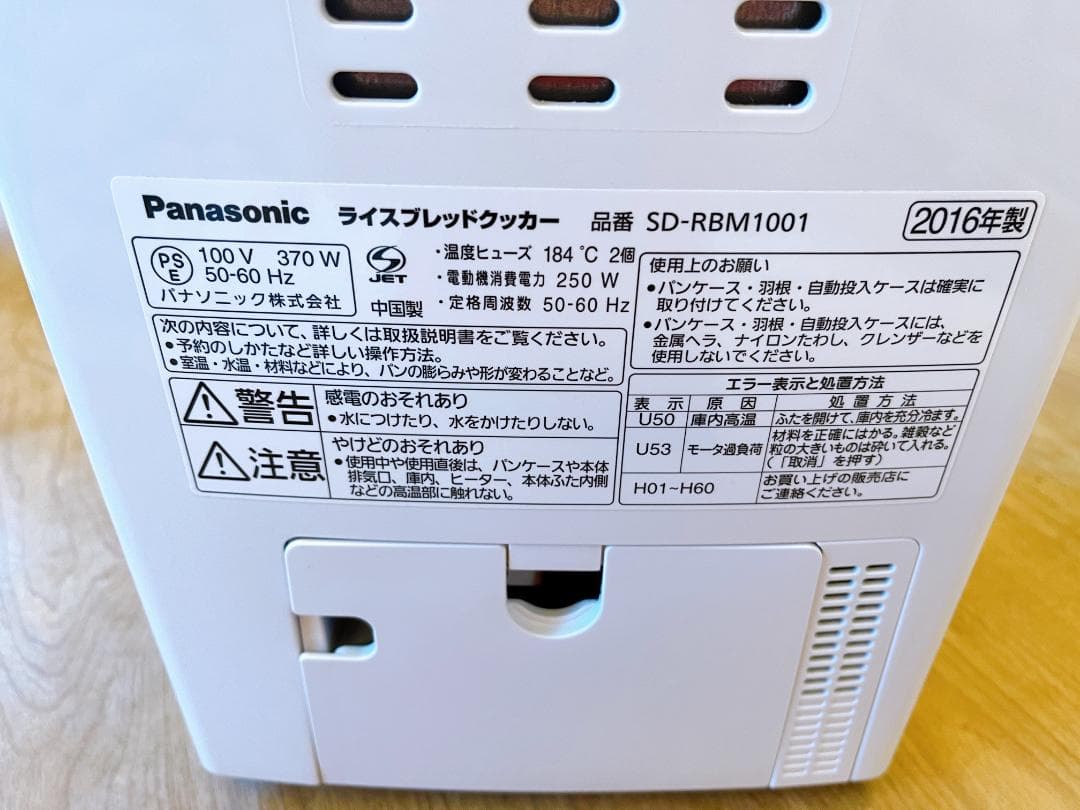 Panasonic ライスブレッドクッカー 品番 SD-RBM1001 2016年製
PS
E
100V 370W
50-60 Hz
パナソニック株式会社
JET
中国製
・温度ヒューズ 184℃ 2個
・電動機消費電力 250 W
・定格周波数 50-60 Hz
次の内容について、詳しくは取扱説明書をご覧ください。
●予約のしかたなど詳しい操作方法。
●室温・水温・材料などにより、パンの膨らみや形が変わることなど。
警告
感電のおそれあり
●水につけたり、水をかけたりしない。
注意
やけどのおそれあり
●使用中や使用直後は、パンケースや本体
排気口、庫内、ヒーター、本体ふた内側
などの高温部に触れない。
使用上のお願い
●パンケース・羽根・自動投入ケースは確実に
取り付けてください。
●パンケース・羽根・自動投入ケースには、
金属ヘラ、ナイロンたわし、クレンザーなどを
使用しないでください。
エラー表示と処置方法
表示 原因 処置方法
U50 庫内高温 ふたを開けて、庫内を充分冷ます。
U53 モータ過負荷 材料を正確にはかる。雑穀など
粒の大きいものは砕いて入れる。
(「取消」を押す)
H01~H60 お買い上げの販売店に
ご連絡ください。